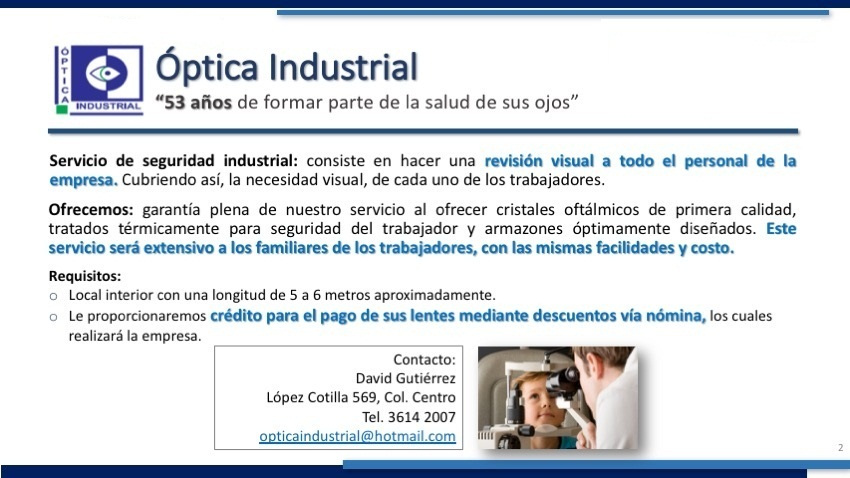 ÓPTICA
INDUSTRIAL
Óptica Industrial
“53 años de formar parte de la salud de sus ojos”
Servicio de seguridad industrial: consiste en hacer una revisión visual a todo el personal de la
empresa. Cubriendo así, la necesidad visual, de cada uno de los trabajadores.
Ofrecemos: garantía plena de nuestro servicio al ofrecer cristales oftálmicos de primera calidad,
tratados térmicamente para seguridad del trabajador y armazones óptimamente diseñados. Este
servicio será extensivo a los familiares de los trabajadores, con las mismas facilidades y costo.
Requisitos:
o Local interior con una longitud de 5 a 6 metros aproximadamente.
o Le proporcionaremos crédito para el pago de sus lentes mediante descuentos vía nómina, los cuales
realizará la empresa.
Contacto:
David Gutiérrez
López Cotilla 569, Col. Centro
Tel. 3614 2007
opticaindustrial@hotmail.com
2